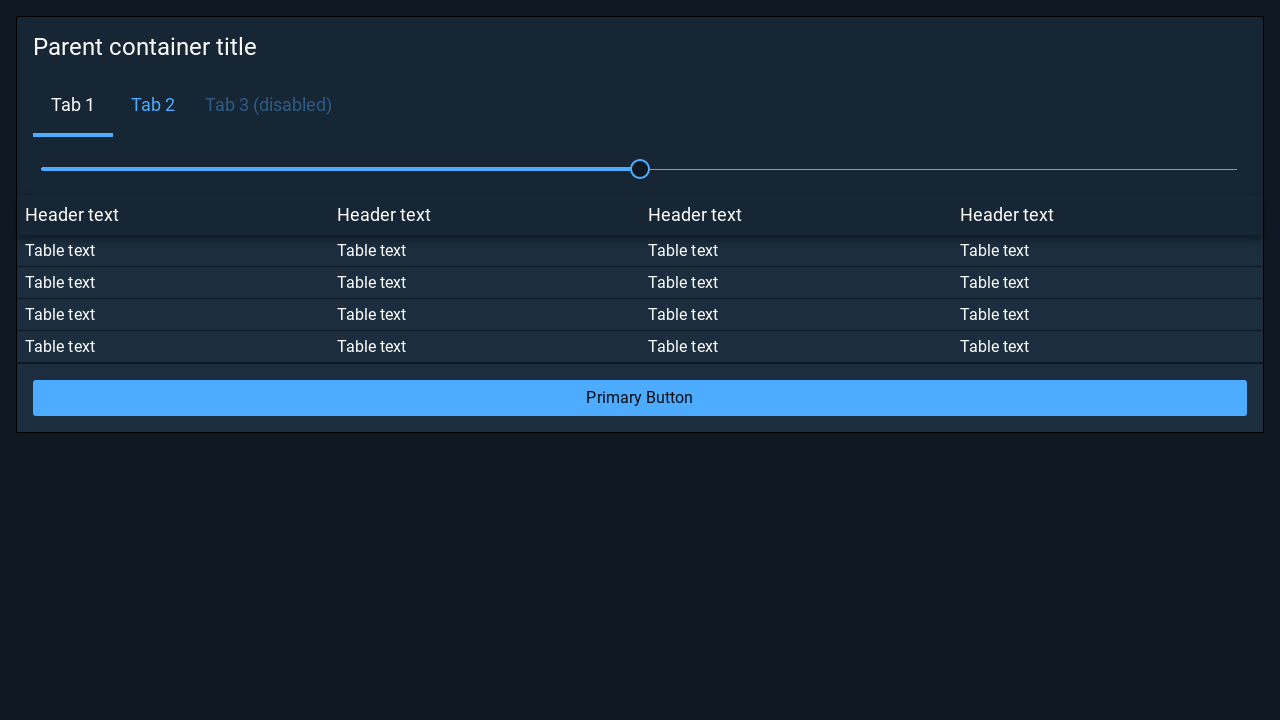 Parent container title
Tab 1 Tab 2 Tab 3 (disabled)
Header text Header text Header text Header text
Table text Table text Table text Table text
Table text Table text Table text Table text
Table text Table text Table text Table text
Table text Table text Table text Table text
Primary Button